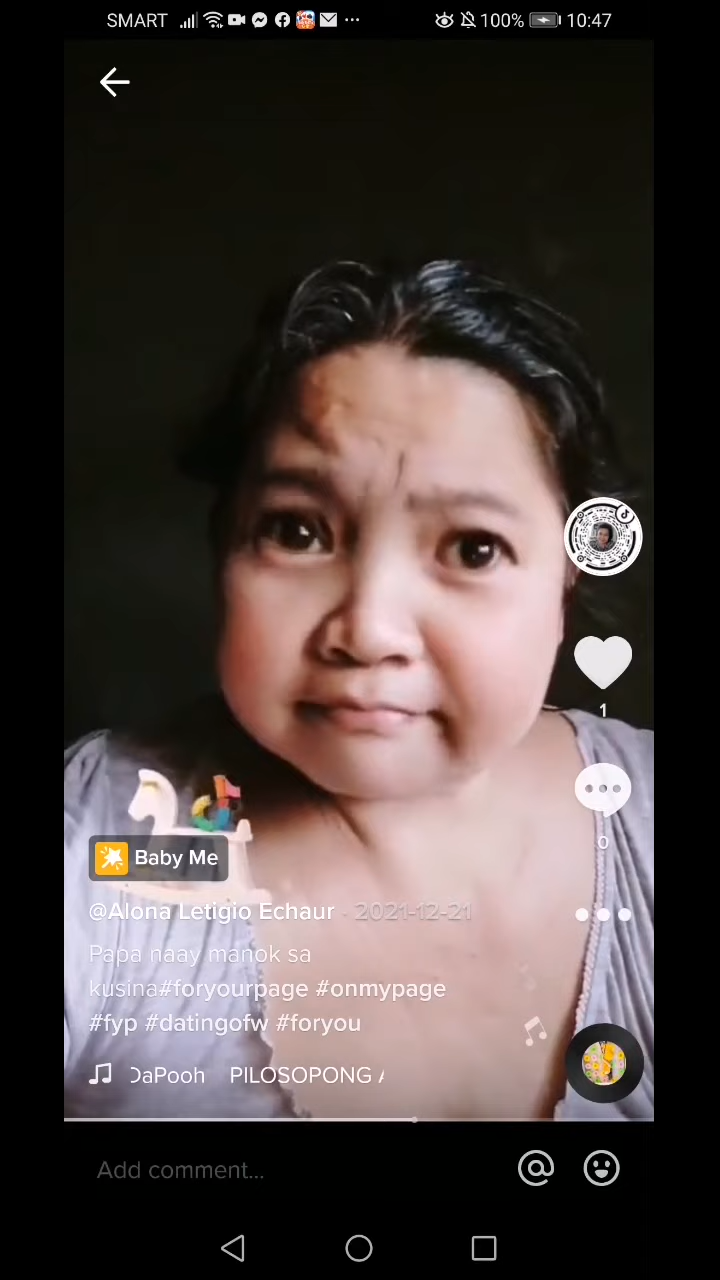 SMART 100% 10:47
1
0
Baby Me
@Alona Letigio Echaur · 2021-12-21
Papa naay manok sa
kusina#foryourpage #onmypage
#fyp #datingofw #foryou
DaPooh PILOSOPONG
Add comment...